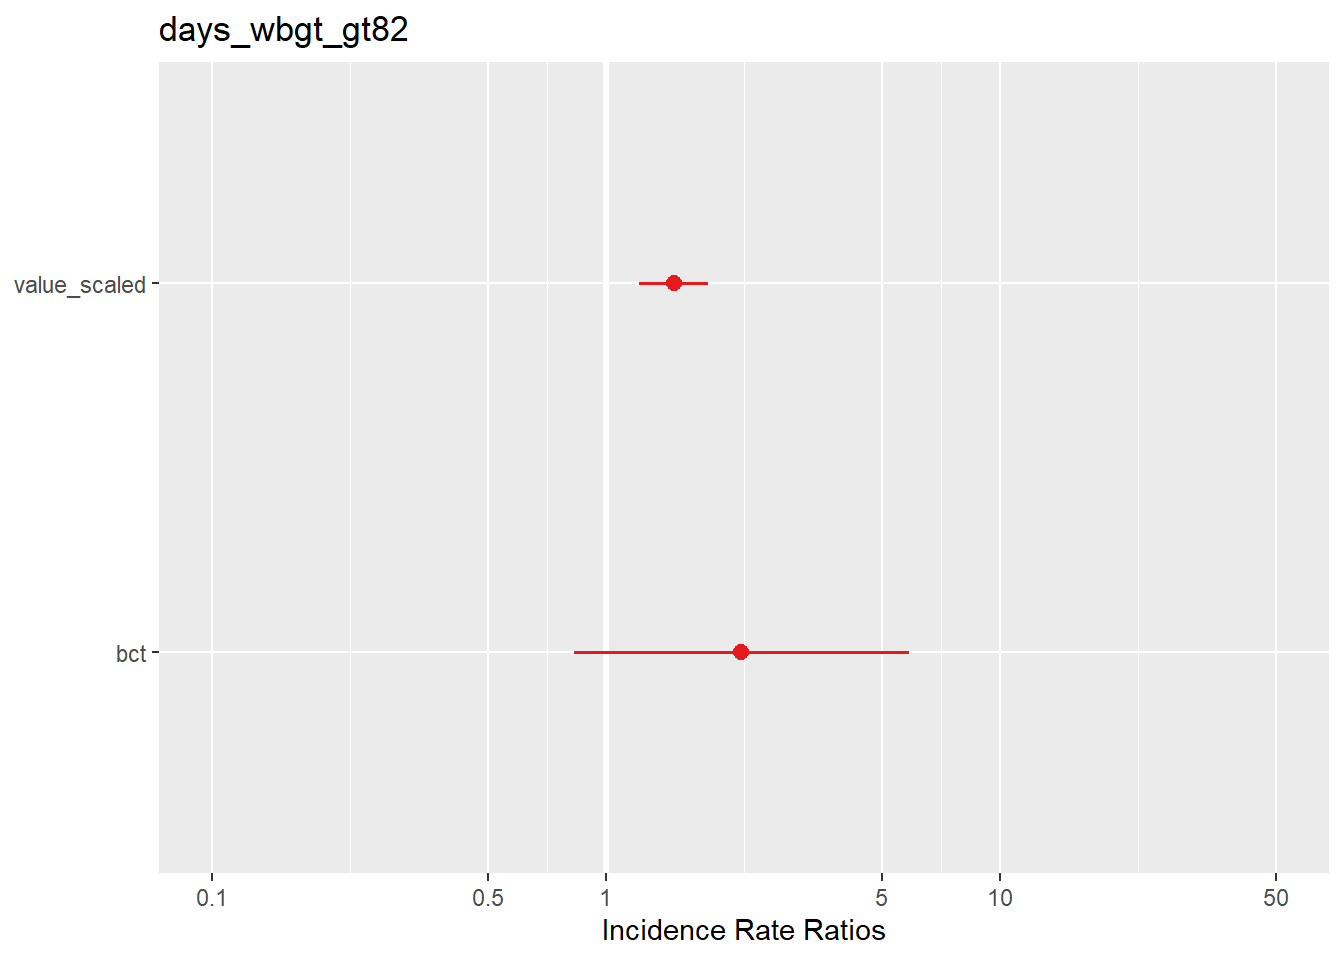 days_wbgt_gt82
value_scaled
bct
0.1 0.5 1 5 10 50
Incidence Rate Ratios